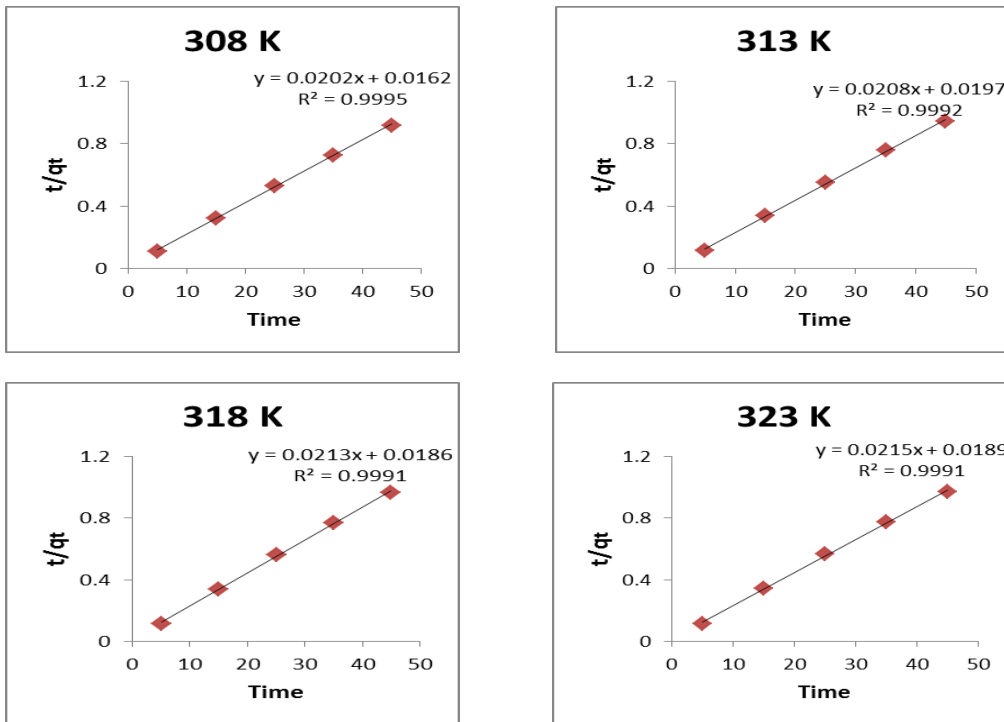 308 K
y = 0.0202x + 0.0162
R² = 0.9995
1.2
0.8
0.4
0
t/qt
0 10 20 30 40 50
Time
313 K
y = 0.0208x + 0.0197
R² = 0.9992
1.2
0.8
0.4
0
t/qt
0 10 20 30 40 50
Time
318 K
y = 0.0213x + 0.0186
R² = 0.9991
1.2
0.8
0.4
0
t/qt
0 10 20 30 40 50
Time
323 K
y = 0.0215x + 0.0189
R² = 0.9991
1.2
0.8
0.4
0
t/qt
0 10 20 30 40 50
Time